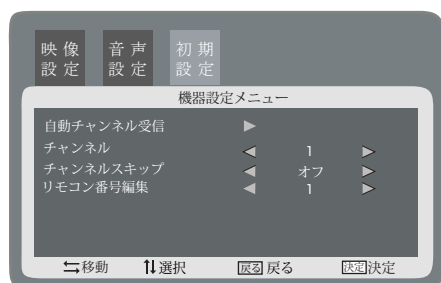 映像設定 音声設定 初期設定
機器設定メニュー
自動チャンネル受信 ▶
チャンネル ◀ 1 ▶
チャンネルスキップ ◀ オフ ▶
リモコン番号編集 ◀ 1 ▶
⇆移動 ⇅選択 戻る 戻る 決定 決定